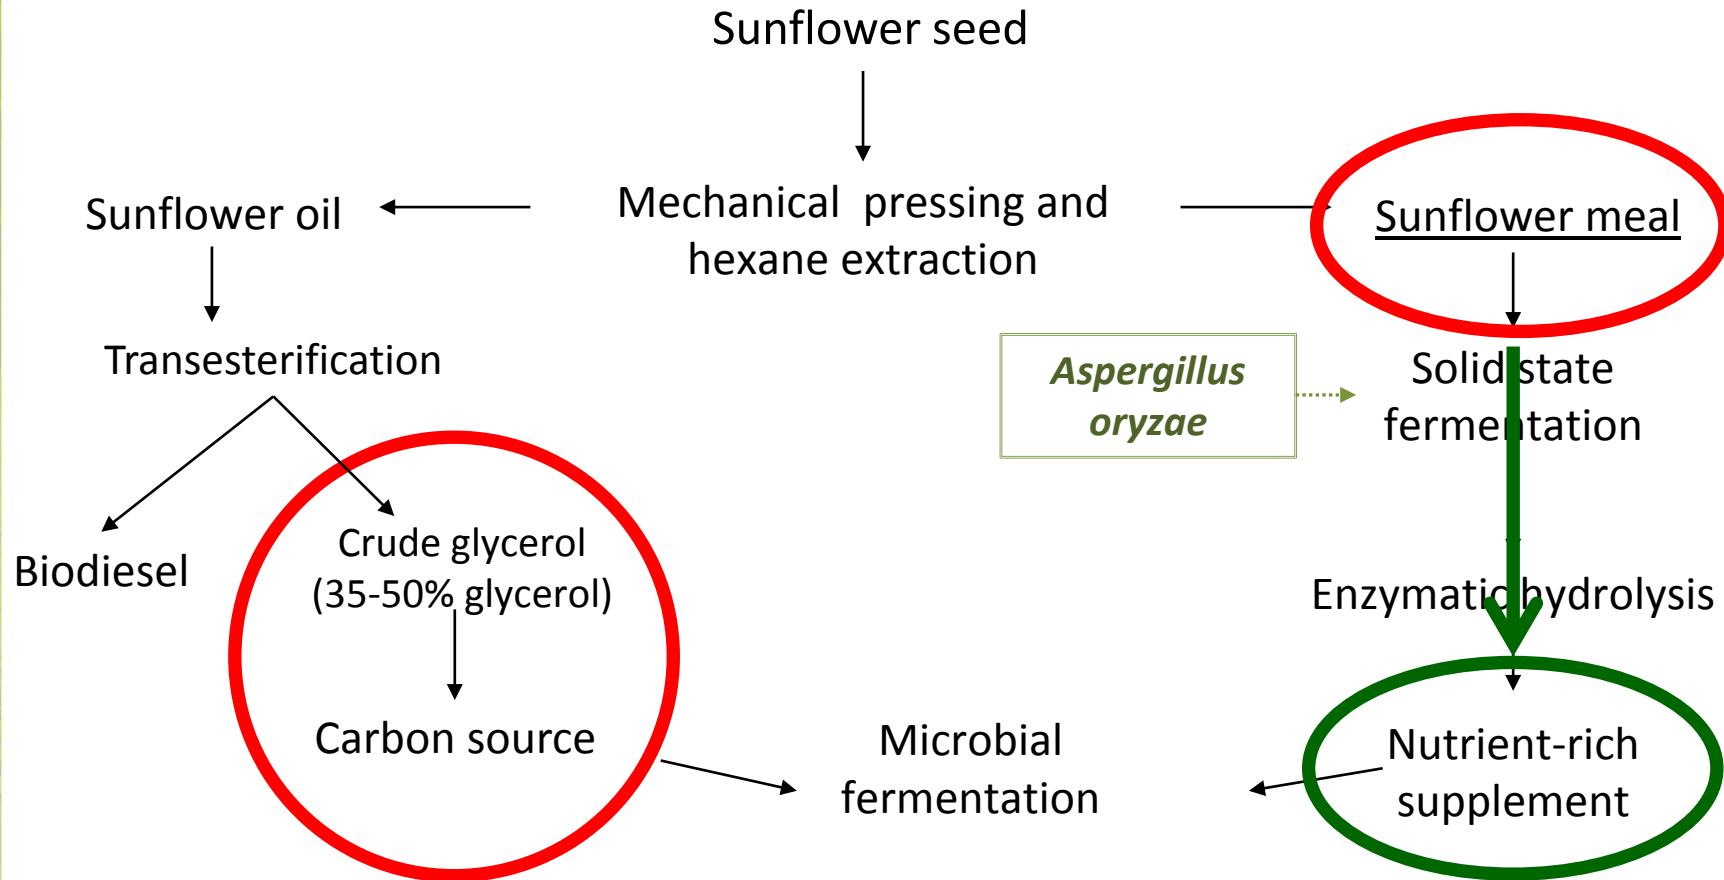 Sunflower seed
Sunflower oil
Mechanical pressing and
hexane extraction
Sunflower meal
Transesterification
Aspergillus
oryzae
Solid state
fermentation
Biodiesel
Crude glycerol
(35-50% glycerol)
Enzymatic hydrolysis
Carbon source
Microbial
fermentation
Nutrient-rich
supplement